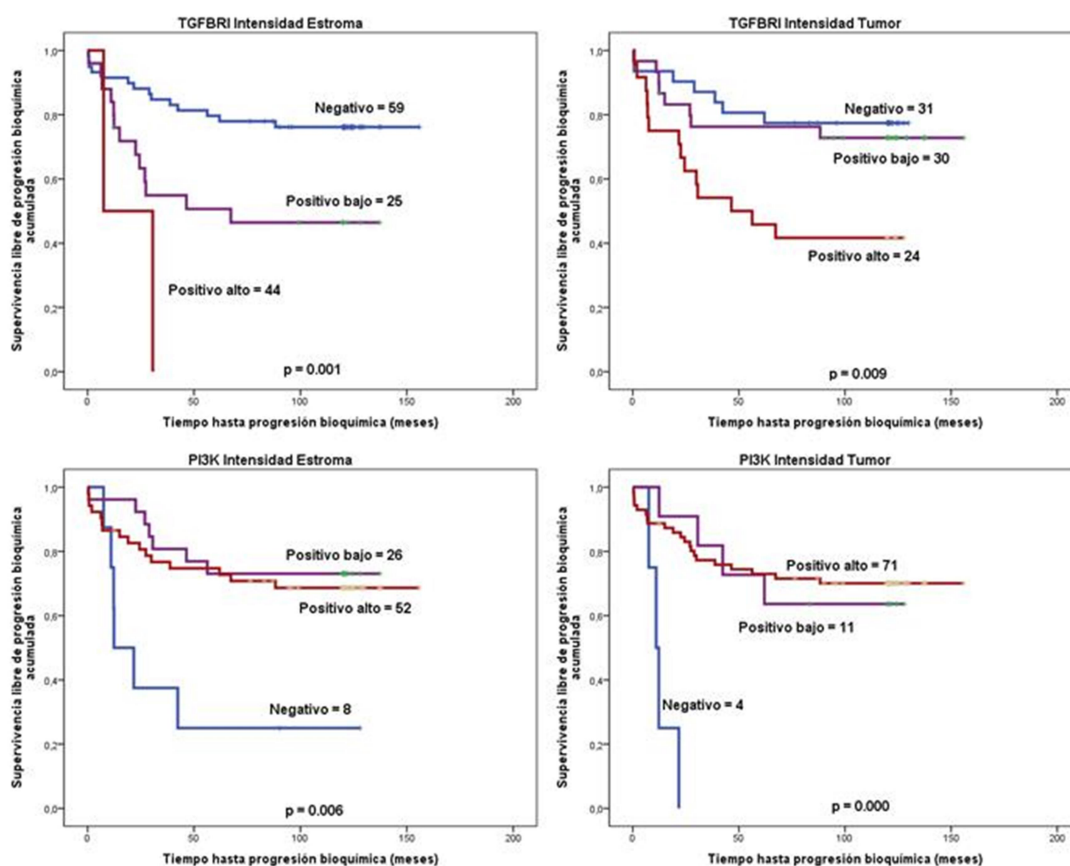 TGFBRI Intensidad Estroma
Supervivencia libre de progresión bioquímica
acumulada
1,0
0,8
0,6
0,4
0,2
0,0
Negativo = 59
Positivo bajo = 25
Positivo alto = 44
p = 0.001
0
50
100
150
200
Tiempo hasta progresión bioquímica (meses)
TGFBRI Intensidad Tumor
Supervivencia libre de progresión bioquímica
acumulada
1,0
0,8
0,6
0,4
0,2
0,0
Negativo = 31
Positivo bajo = 30
Positivo alto = 24
p = 0.009
0
50
100
150
200
Tiempo hasta progresión bioquímica (meses)
PI3K Intensidad Estroma
Supervivencia libre de progresión bioquímica
acumulada
1,0
0,8
0,6
0,4
0,2
0,0
Positivo bajo = 26
Positivo alto = 52
Negativo = 8
p = 0.006
0
50
100
150
200
Tiempo hasta progresión bioquímica (meses)
PI3K Intensidad Tumor
Supervivencia libre de progresión bioquímica
acumulada
1,0
0,8
0,6
0,4
0,2
0,0
Positivo alto = 71
Positivo bajo = 11
Negativo = 4
p = 0.000
0
50
100
150
200
Tiempo hasta progresión bioquímica (meses)